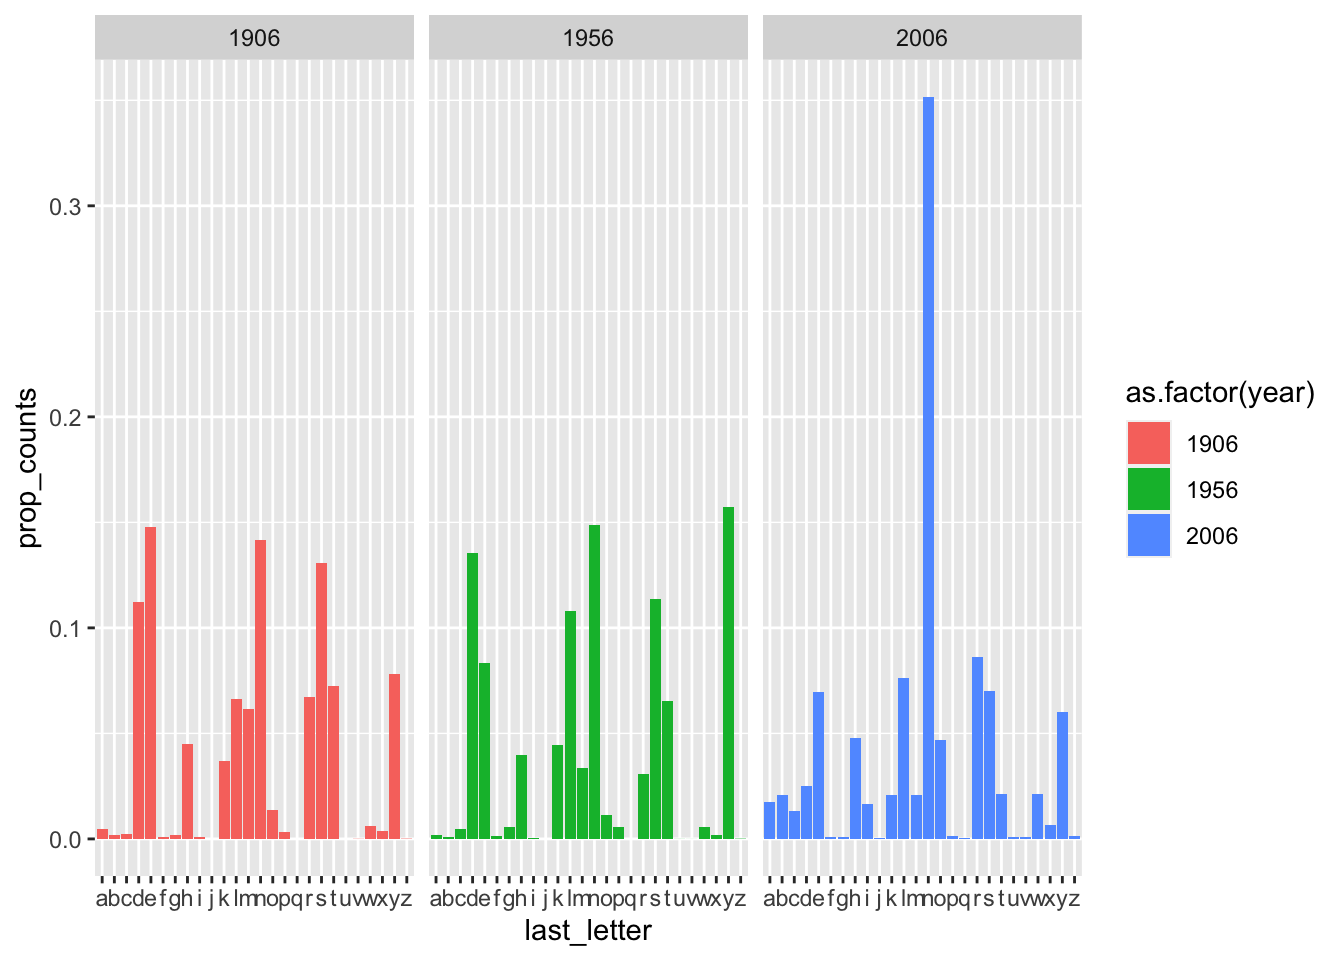 1906
1956
2006
0.3
0.2
0.1
0.0
prop_counts
abcdefghijklmnopqrstuvwxyz
abcdefghijklmnopqrstuvwxyz
abcdefghijklmnopqrstuvwxyz
last_letter
as.factor(year)
1906
1956
2006